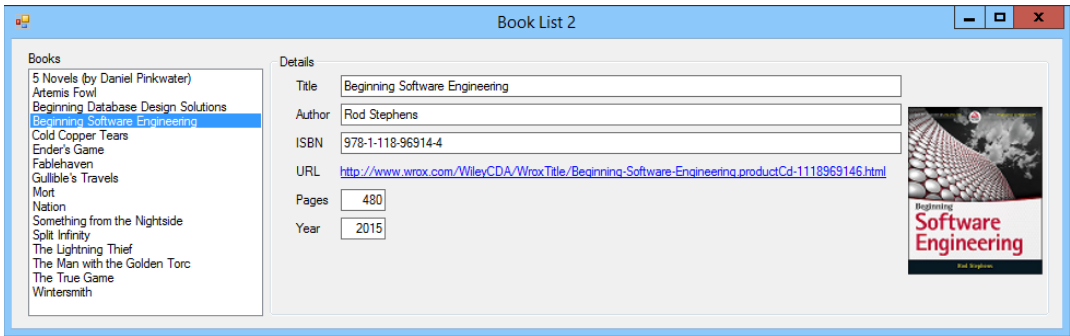 Book List 2
Books
5 Novels (by Daniel Pinkwater)
Artemis Fowl
Beginning Database Design Solutions
Beginning Software Engineering
Cold Copper Tears
Ender's Game
Fablehaven
Gullible's Travels
Mort
Nation
Something from the Nightside
Split Infinity
The Lightning Thief
The Man with the Golden Torc
The True Game
Wintersmith
Details
Title Beginning Software Engineering
Author Rod Stephens
ISBN 978-1-118-96914-4
URL http://www.wrox.com/WileyCDA/WroxTitle/Beginning-Software-Engineering.productCd-1118969146.html
Pages 480
Year 2015
Beginning
Software
Engineering
Rod Stephens